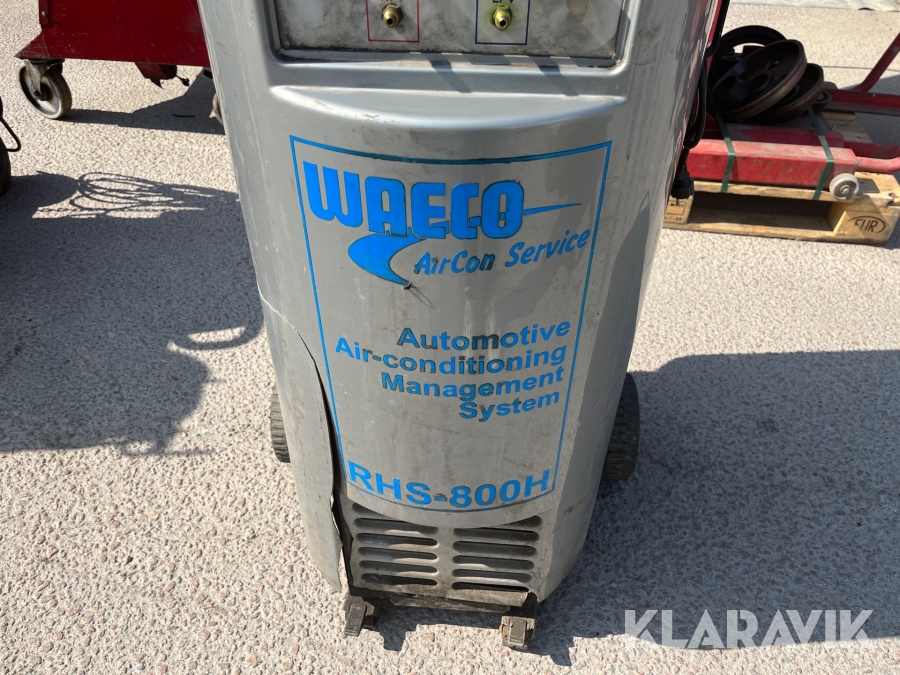 WAECO
AirCon Service
Automotive
Air-conditioning
Management
System
RHS-800H
EUR
KLARAVIK